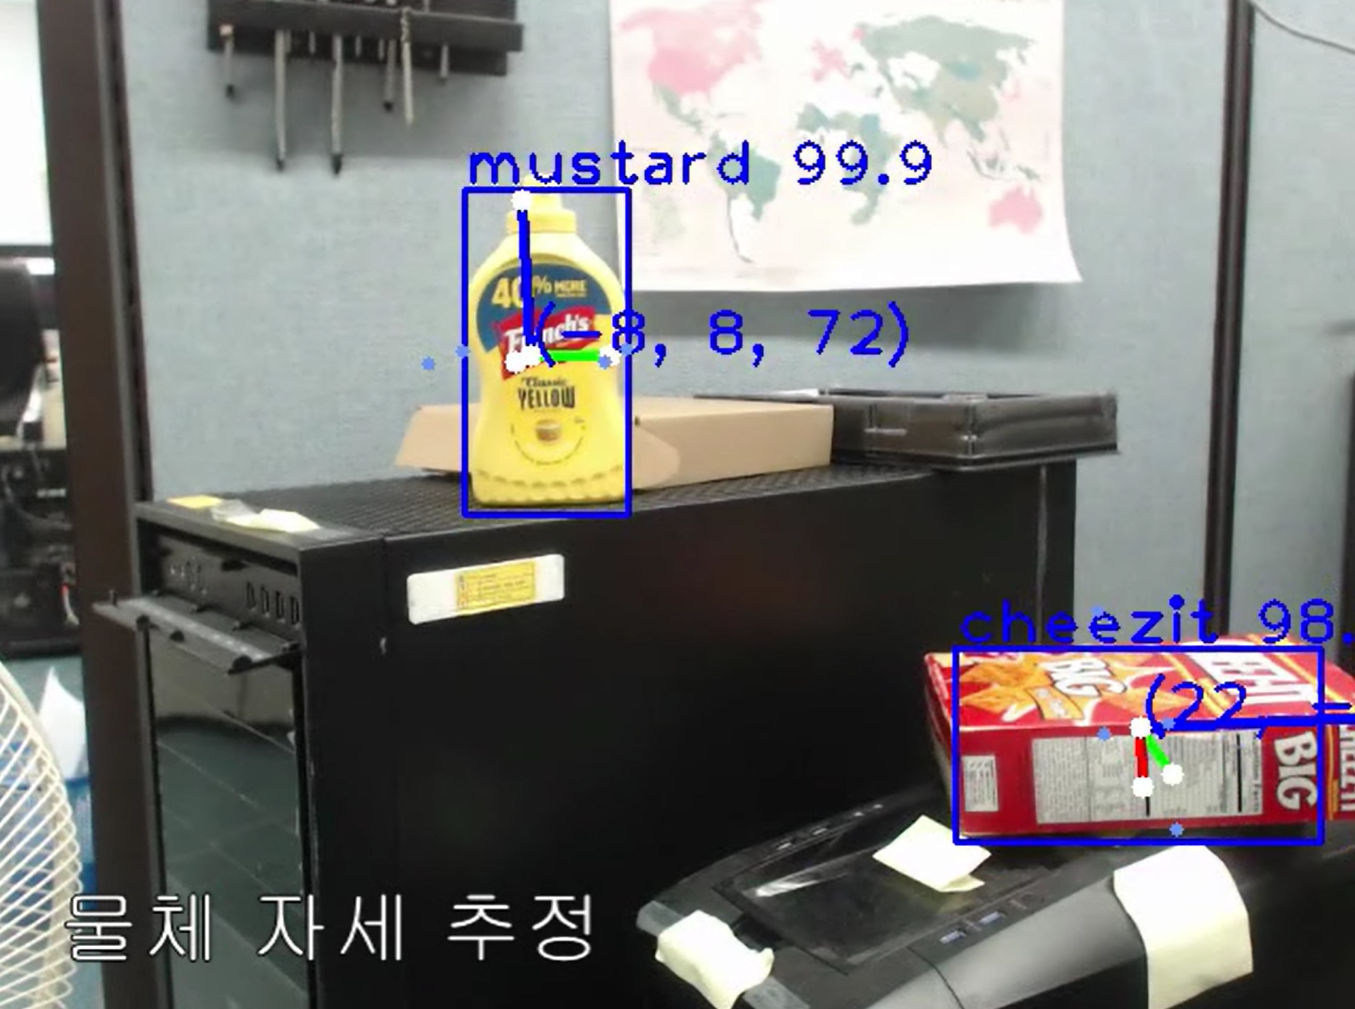 mustard 99.9
40% MORE
French's
(-8, 8, 72)
Classic
YELLOW
cheezit 98.
BIG
(22, -
BIG
물체 자세 추정